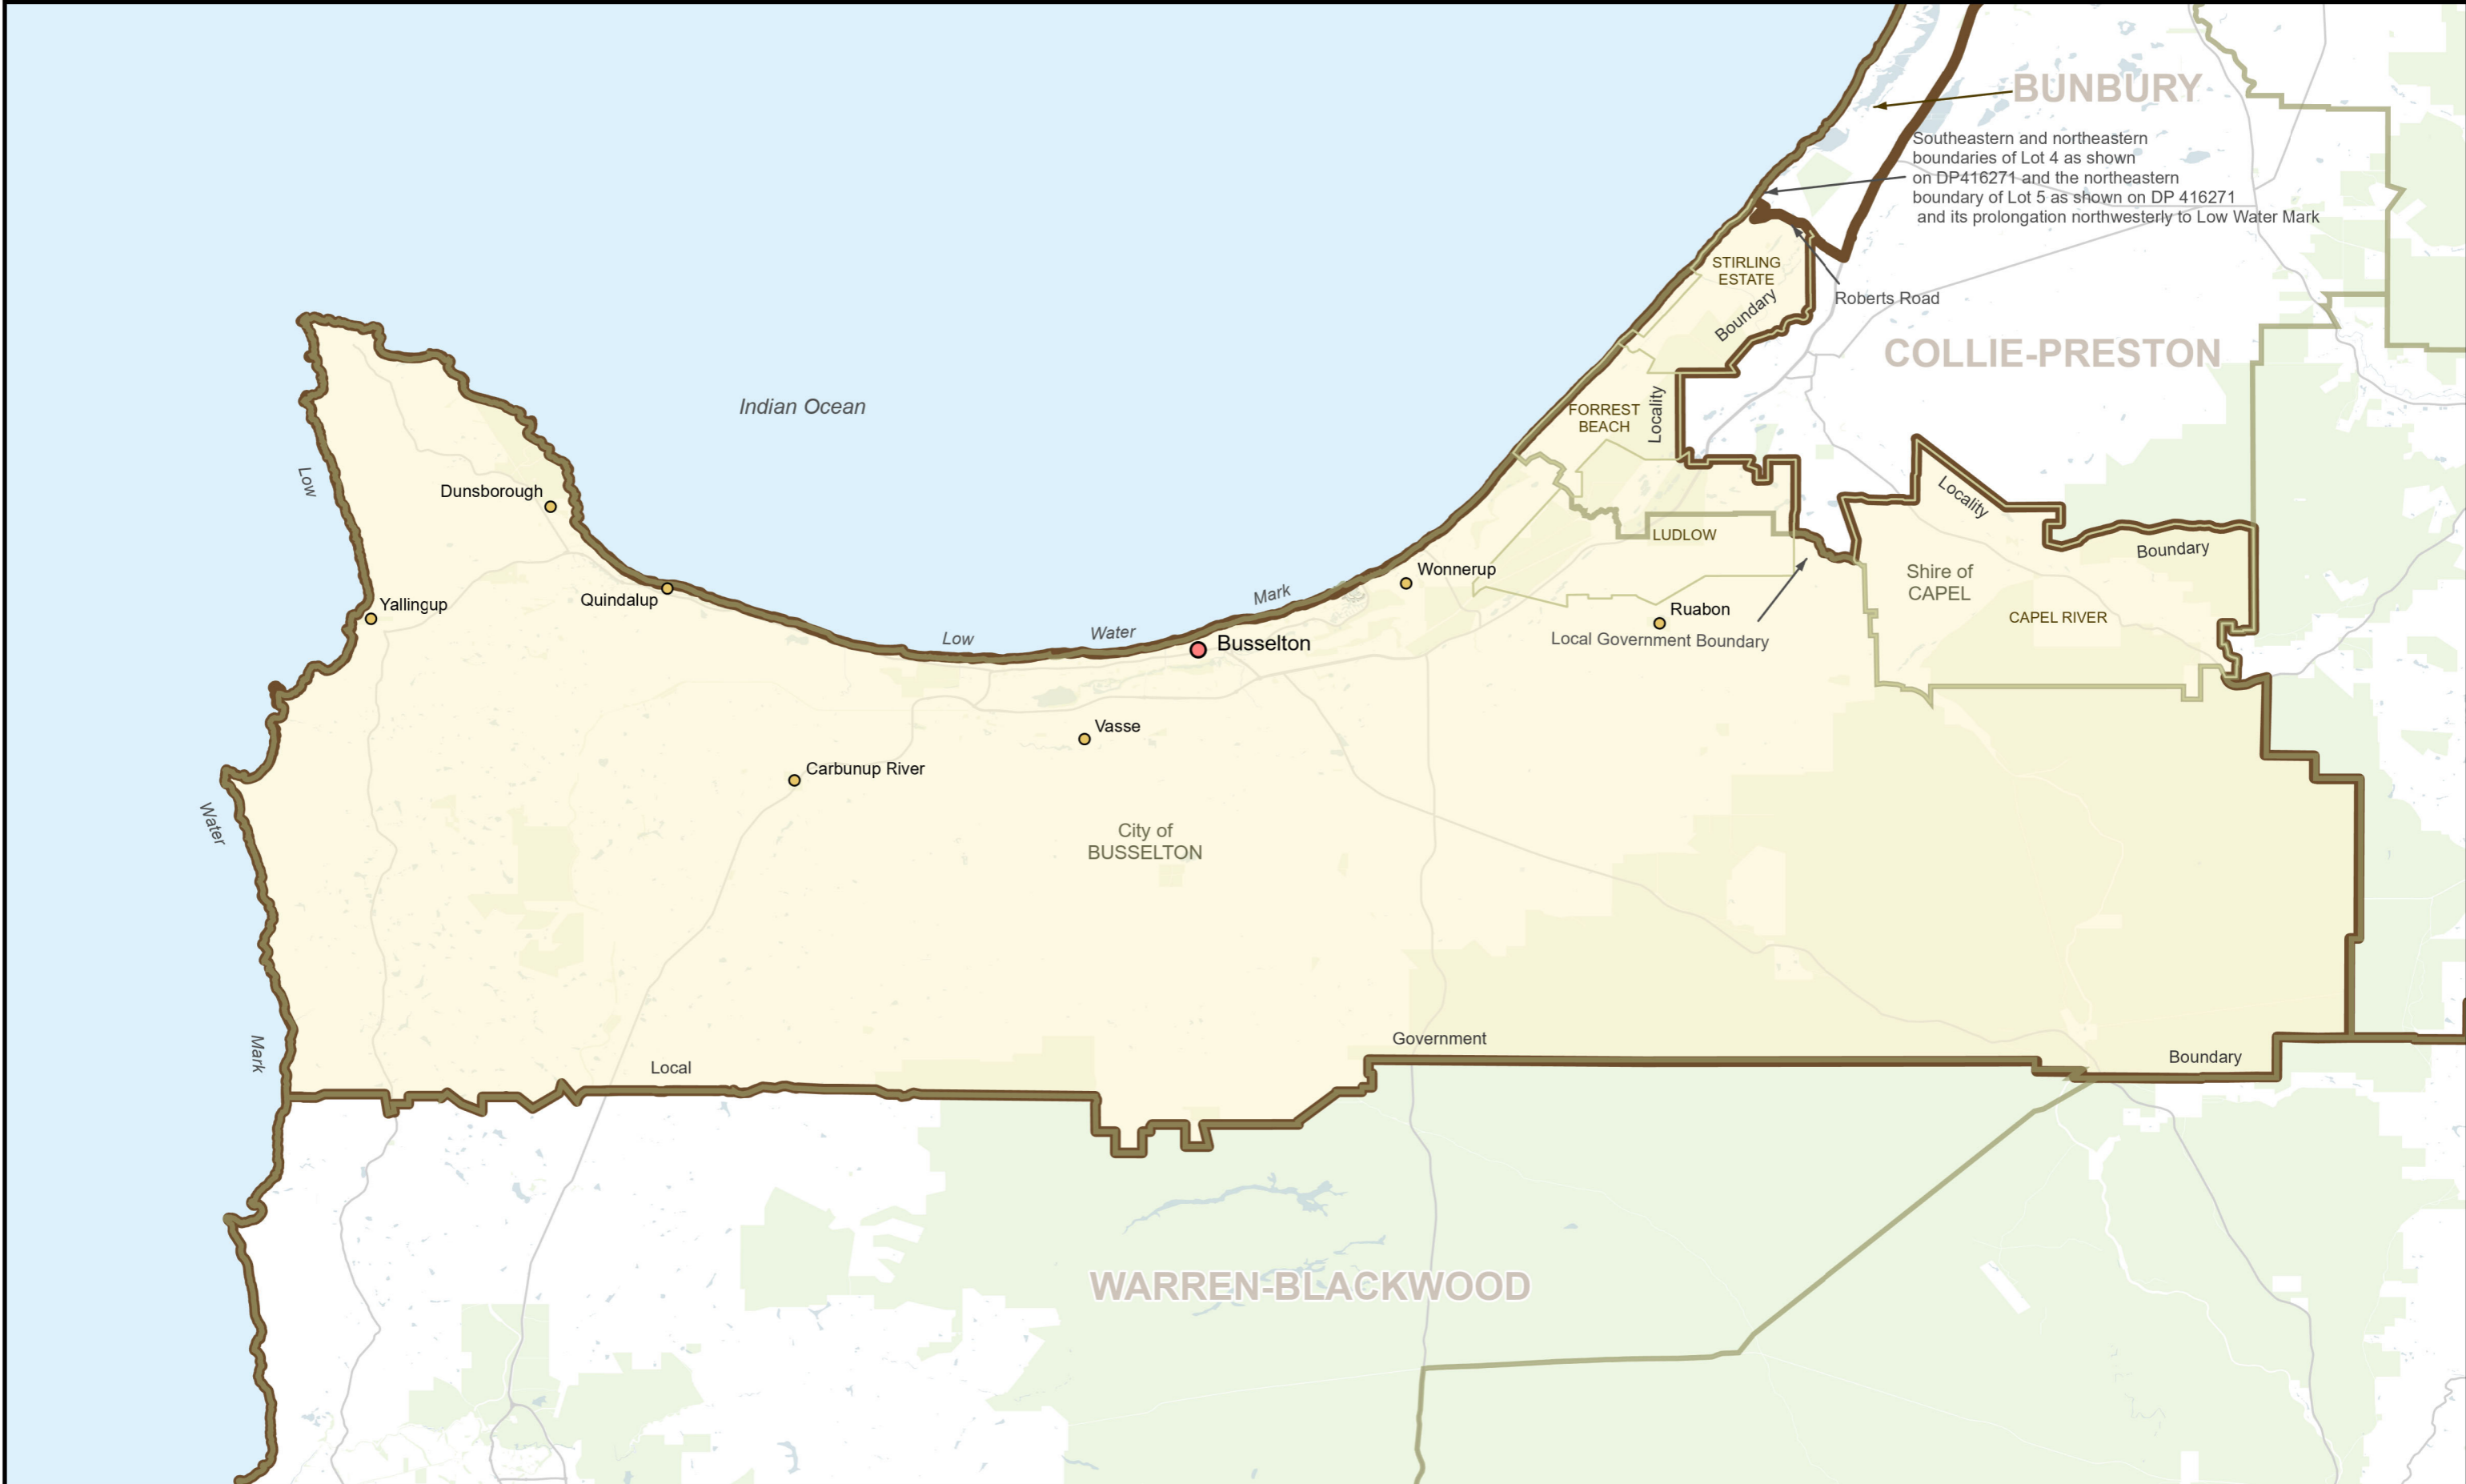 BUNBURY
Southeastern and northeastern
boundaries of Lot 4 as shown
on DP416271 and the northeastern
boundary of Lot 5 as shown on DP 416271
and its prolongation northwesterly to Low Water Mark
STIRLING
ESTATE
Boundary
Roberts Road
COLLIE-PRESTON
Indian Ocean
FORREST
BEACH
Locality
Low
Dunsborough
Locality
LUDLOW
Boundary
Shire of
CAPEL
Wonnerup
Mark
Quindalup
Yallingup
Ruabon
CAPEL RIVER
Low
Water
Busselton
Local Government Boundary
Vasse
Carbunup River
Water
City of
BUSSELTON
Mark
Government
Local
Boundary
WARREN-BLACKWOOD